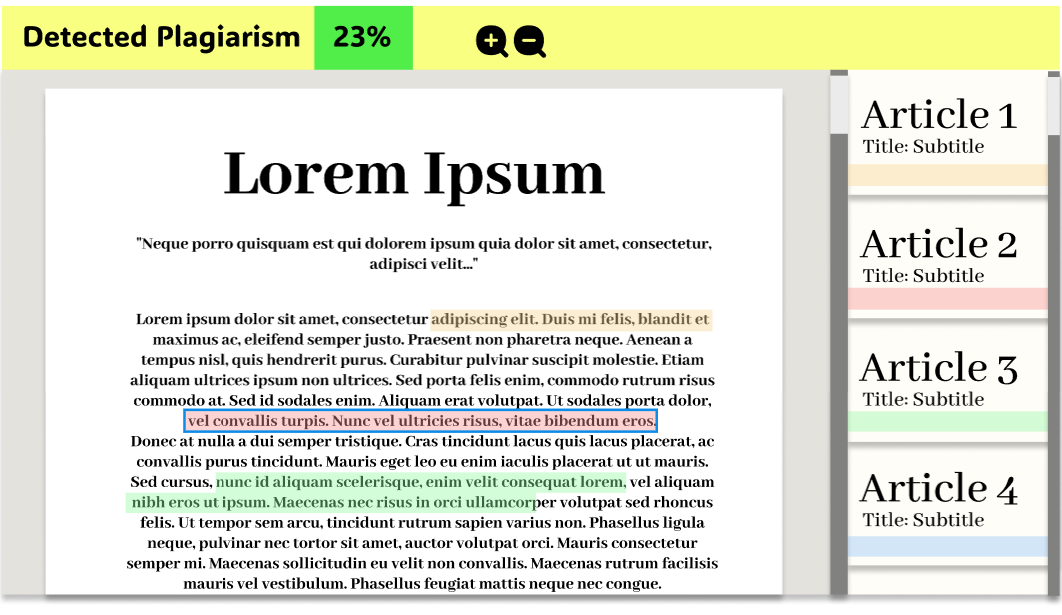 Detected Plagiarism 23%
Lorem Ipsum
"Neque porro quisquam est qui dolorem ipsum quia dolor sit amet, consectetur,
adipisci velit..."
Lorem ipsum dolor sit amet, consectetur adipiscing elit. Duis mi felis, blandit et
maximus ac, eleifend semper justo. Praesent non pharetra neque. Aenean a
tempus nisl, quis hendrerit purus. Curabitur pulvinar suscipit molestie. Etiam
aliquam ultrices ipsum non ultrices. Sed porta felis enim, commodo rutrum risus
commodo at. Sed id sodales enim. Aliquam erat volutpat. Ut sodales porta dolor,
vel convallis turpis. Nunc vel ultricies risus, vitae bibendum eros.
Donec at nulla a dui semper tristique. Cras tincidunt lacus quis lacus placerat, ac
convallis purus tincidunt. Mauris eget leo eu enim iaculis placerat ut ut mauris.
Sed cursus, nunc id aliquam scelerisque, enim velit consequat lorem, vel aliquam
nibh eros ut ipsum. Maecenas nec risus in orci ullamcorper volutpat sed rhoncus
felis. Ut tempor sem arcu, tincidunt rutrum sapien varius non. Phasellus ligula
neque, pulvinar nec tortor sit amet, auctor volutpat orci. Mauris consectetur
semper mi. Maecenas sollicitudin eu velit non convallis. Maecenas rutrum facilisis
mauris vel vestibulum. Phasellus feugiat mattis neque nec congue.
Article 1
Title: Subtitle
Article 2
Title: Subtitle
Article 3
Title: Subtitle
Article 4
Title: Subtitle